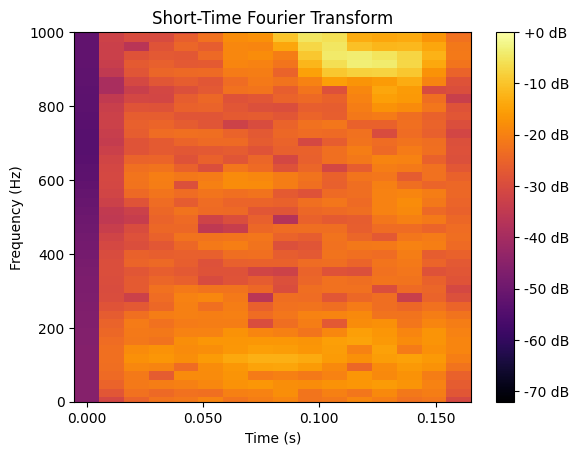 Short-Time Fourier Transform
1000
800
600
400
200
0
Frequency (Hz)
0.000
0.050
0.100
0.150
Time (s)
+0 dB
-10 dB
-20 dB
-30 dB
-40 dB
-50 dB
-60 dB
-70 dB